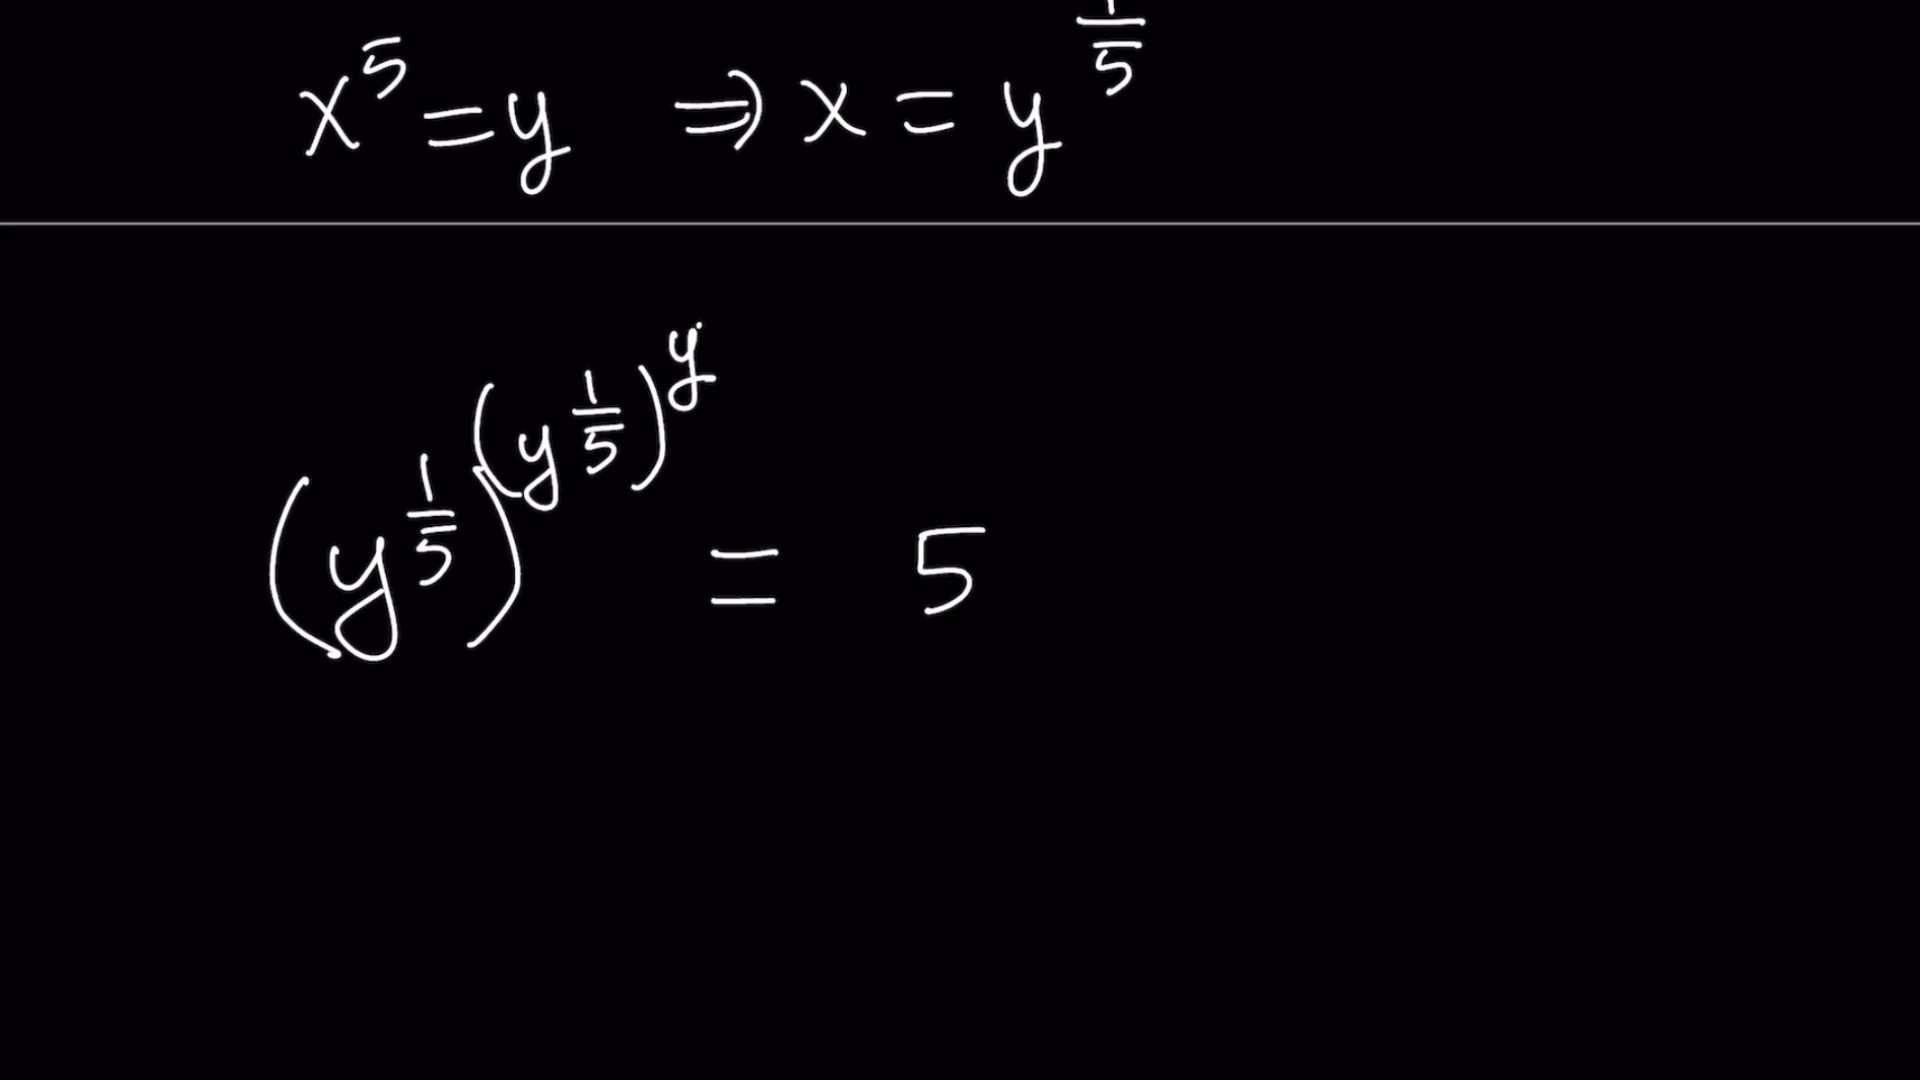 x^5 = y ⇒ x = y^{1/5}
(y^{1/5})^{(y^{1/5})^y} = 5